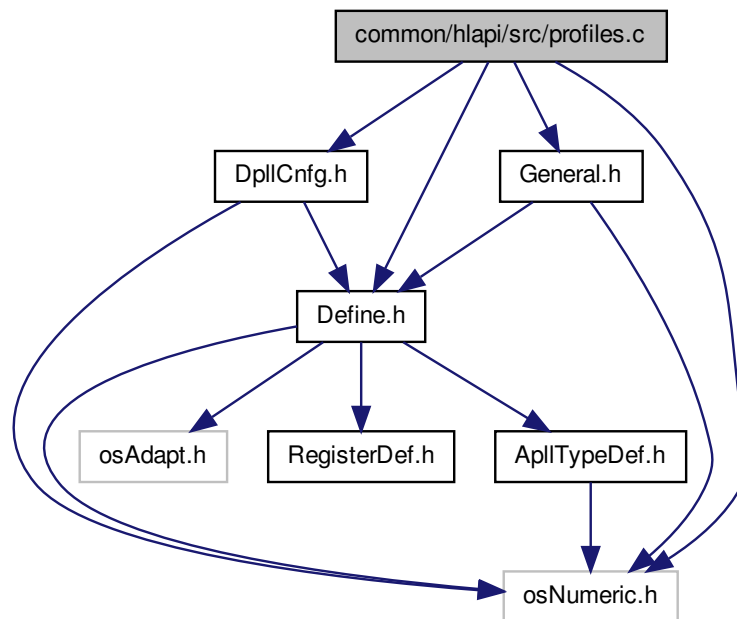 common/hlapi/src/profiles.c
DpllCnfg.h
General.h
Define.h
osAdapt.h
RegisterDef.h
ApllTypeDef.h
osNumeric.h